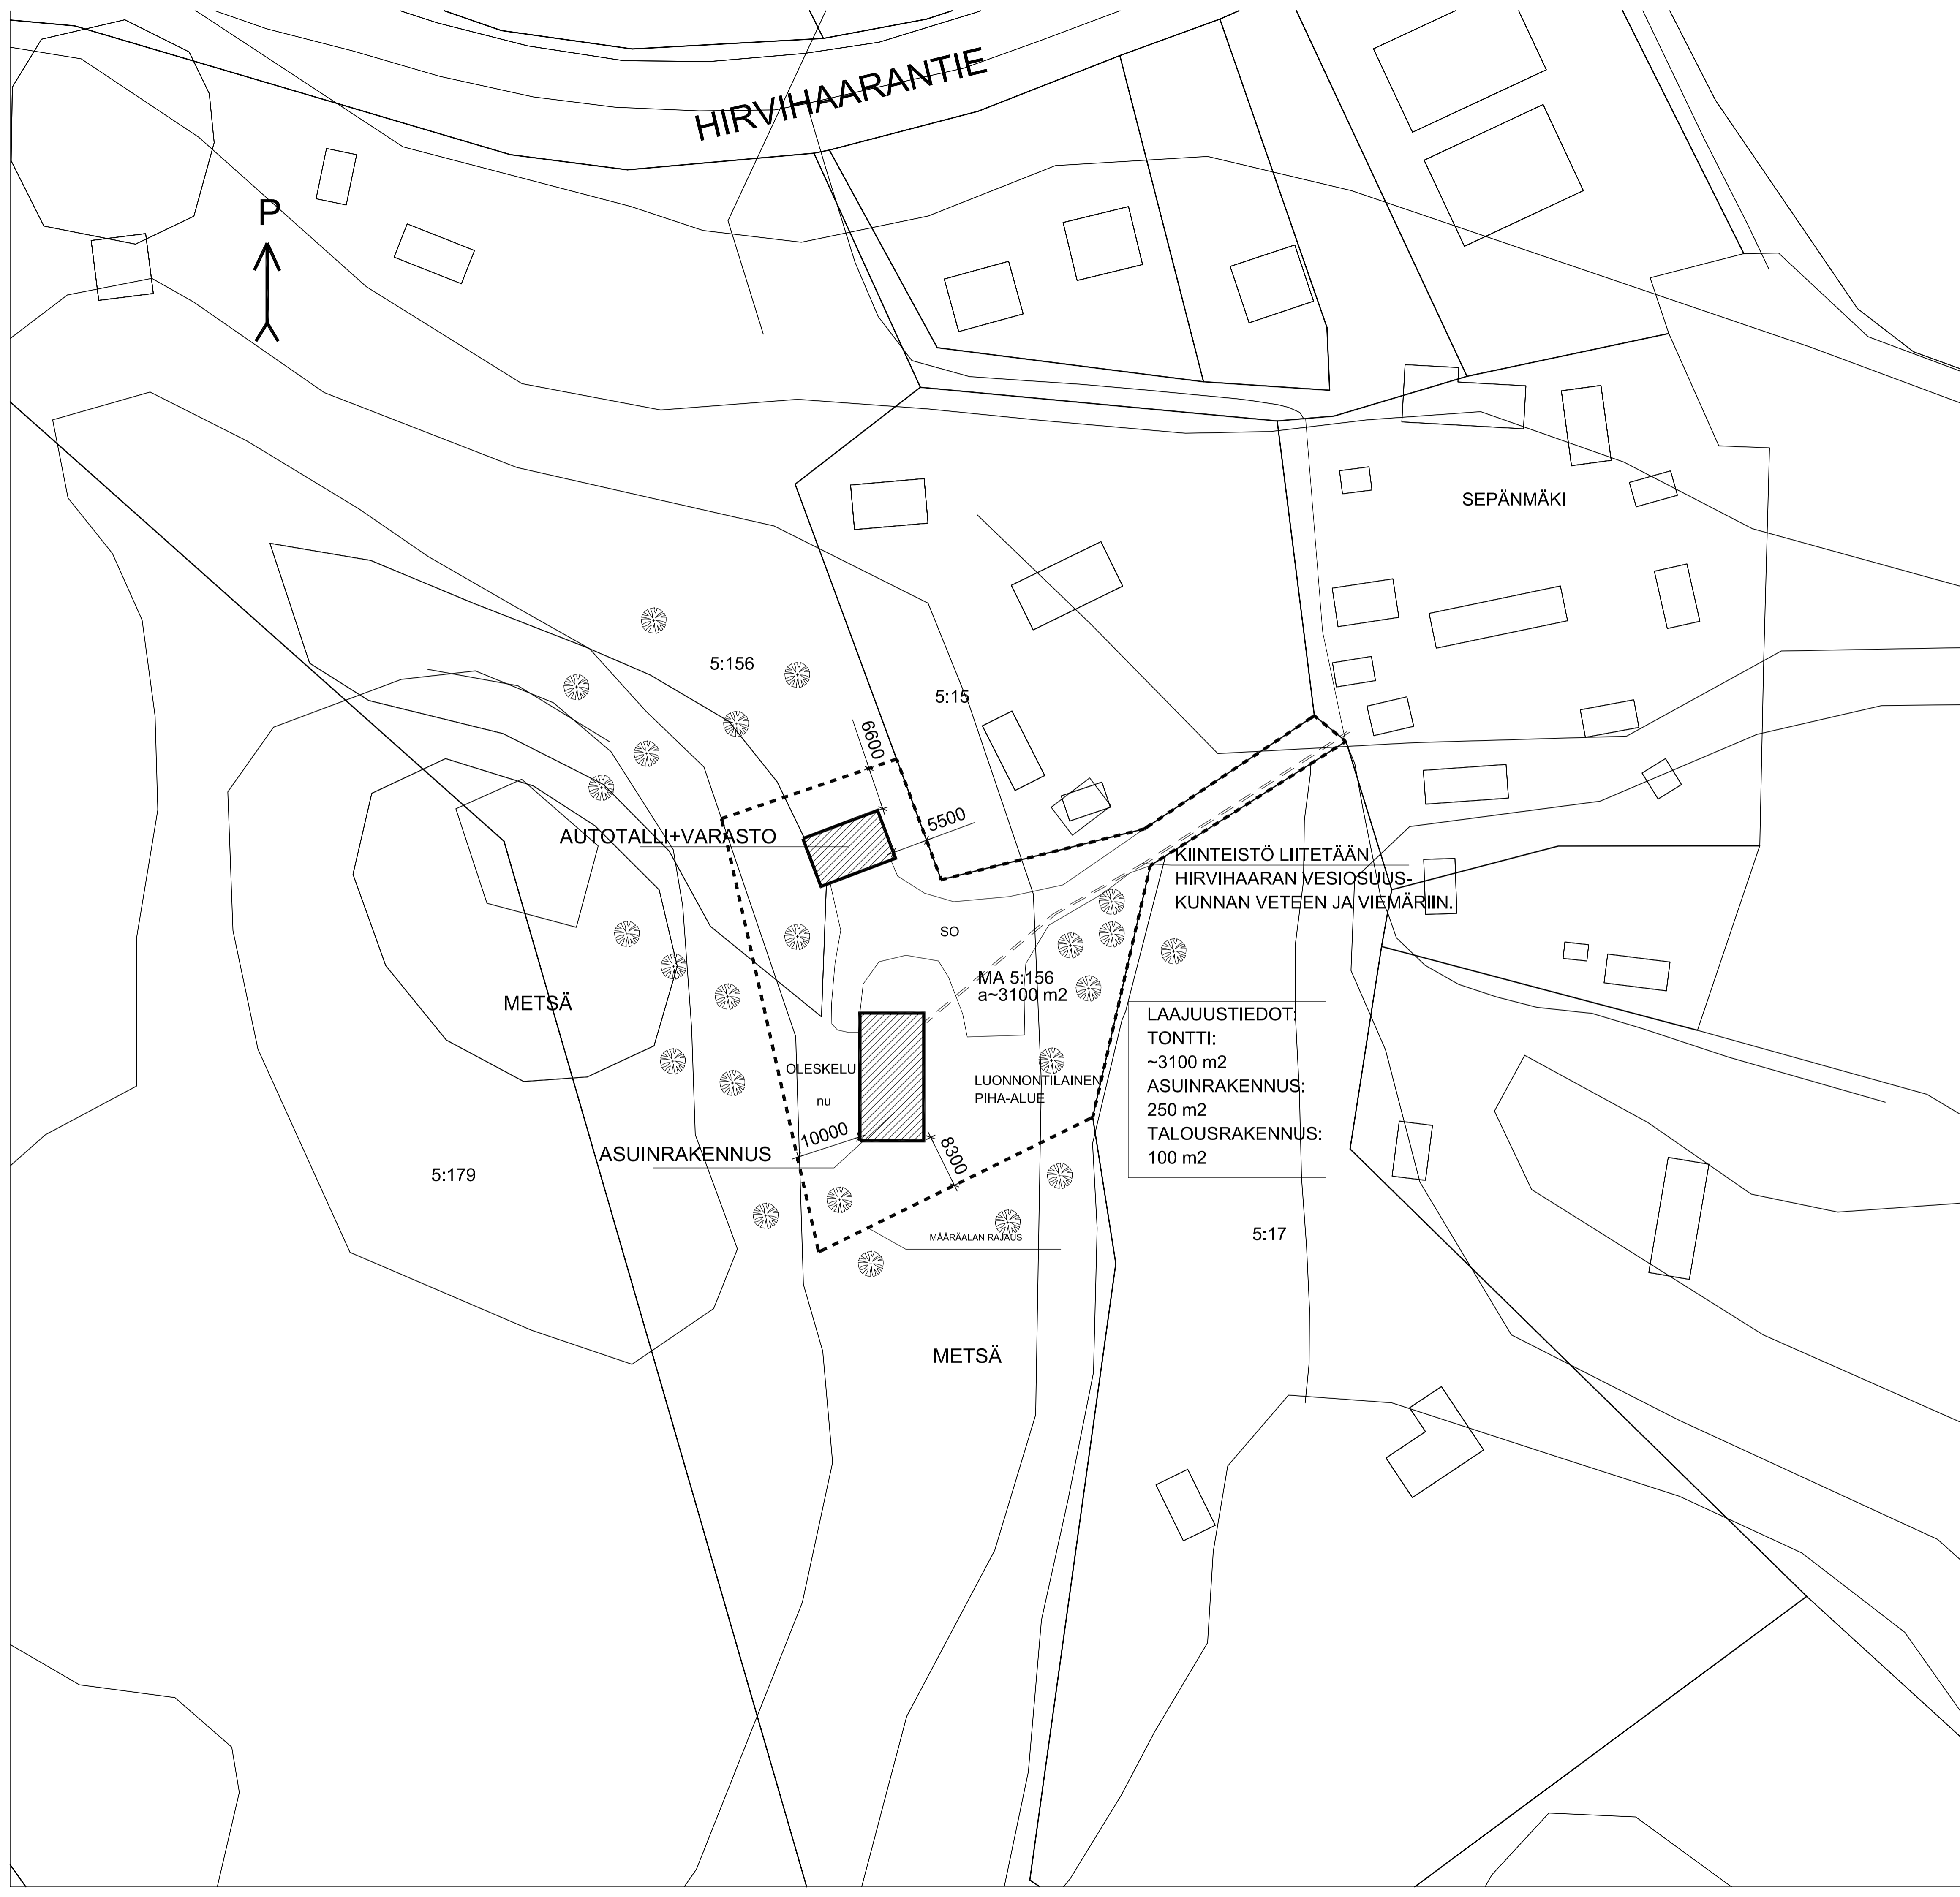 HIRVIHAARANTIE
P
SEPÄNMÄKI
5:156
5:15
6600
5500
AUTOTALLI+VARASTO
KIINTEISTÖ LIITETÄÄN
HIRVIHAARAN VESIOSUUS-
KUNNAN VETEEN JA VIEMÄRIIN.
SO
MA 5:156
a~3100 m2
METSÄ
LAAJUUSTIEDOT:
TONTTI:
~3100 m2
ASUINRAKENNUS:
250 m2
TALOUSRAKENNUS:
100 m2
OLESKELU
nu
LUONNONTILAINEN
PIHA-ALUE
10000
8300
ASUINRAKENNUS
5:179
MÄÄRÄALAN RAJAUS
5:17
METSÄ